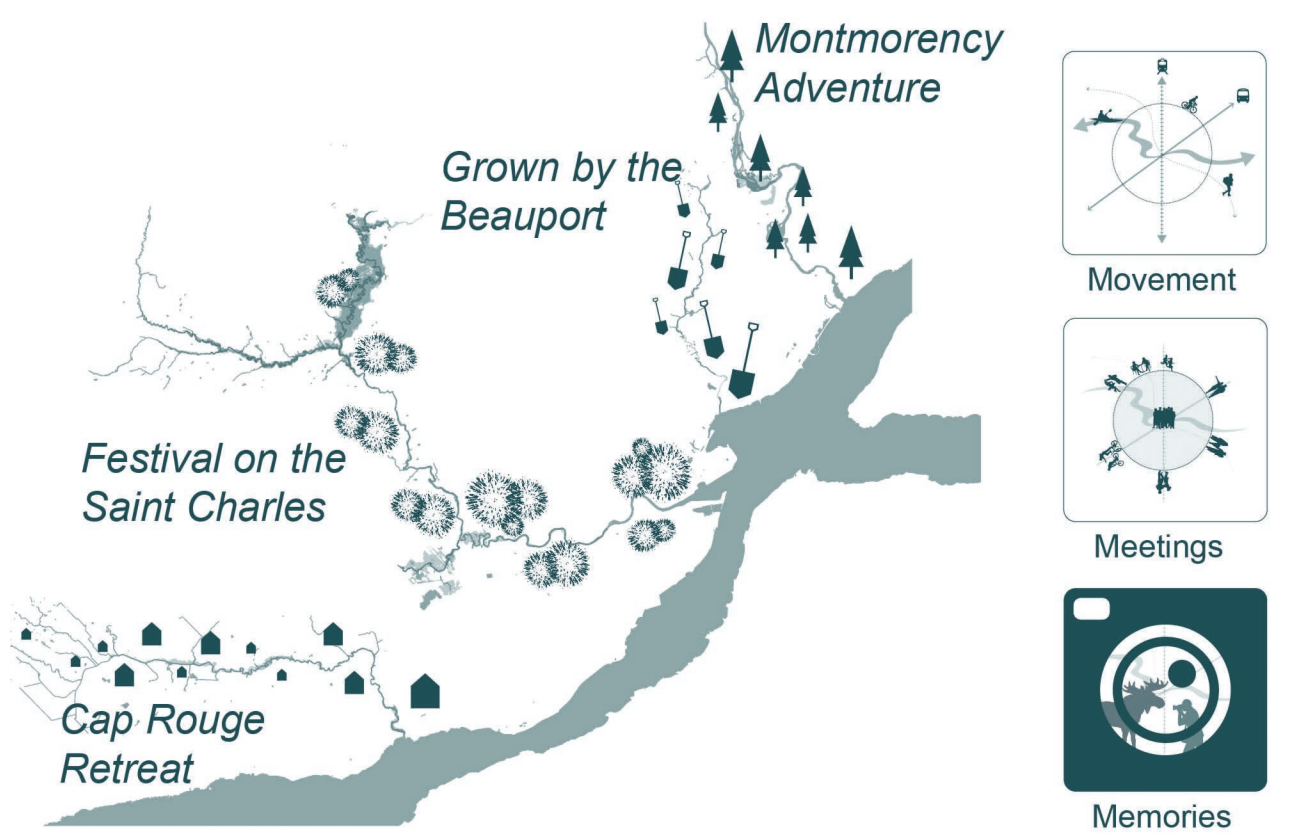 Montmorency
Adventure
Grown by the
Beauport
Festival on the
Saint Charles
Cap Rouge
Retreat
Movement
Meetings
Memories